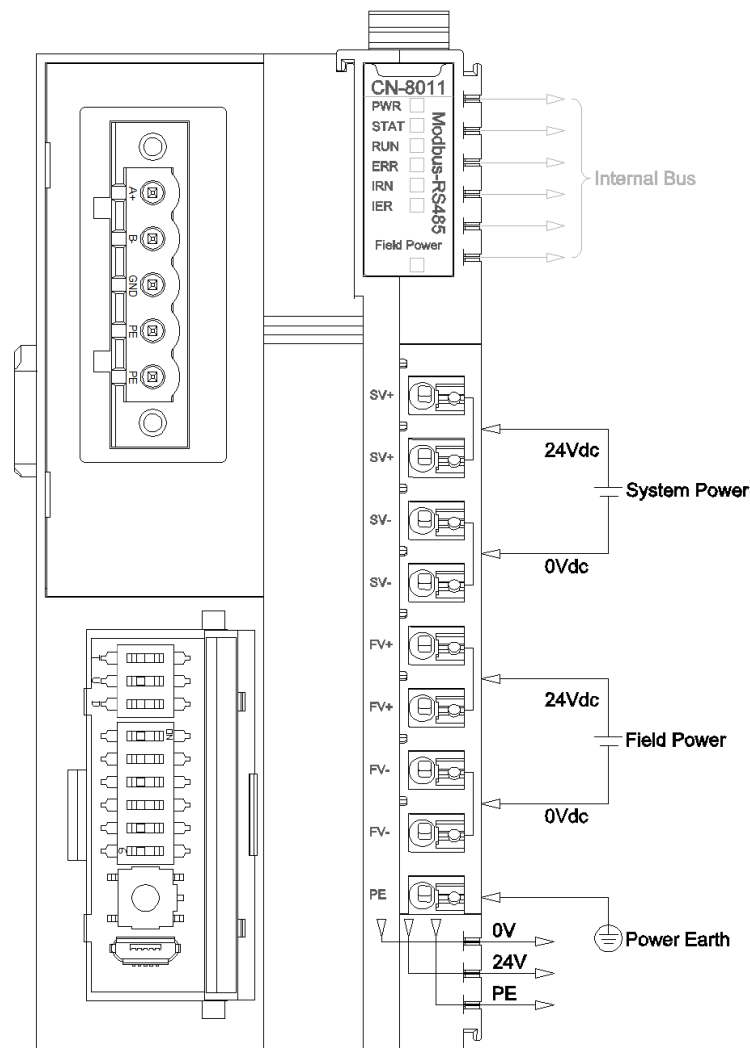 CN-8011
PWR
STAT
RUN
ERR
IRN
IER
Modbus-RS485
Field Power
Internal Bus
A+
B-
GND
PE
PE
SV+
SV+
SV-
SV-
FV+
FV+
FV-
FV-
PE
24Vdc
System Power
0Vdc
24Vdc
Field Power
0Vdc
Power Earth
0V
24V
PE
ON
6